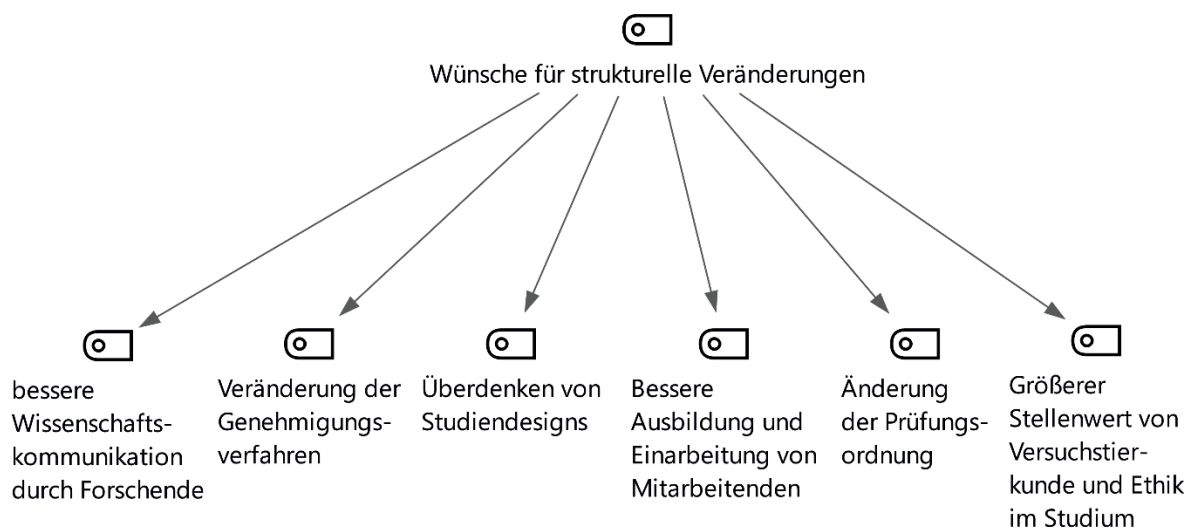 Wünsche für strukturelle Veränderungen
bessere
Wissenschafts-
kommunikation
durch Forschende
Veränderung der
Genehmigungs-
verfahren
Überdenken von
Studiendesigns
Bessere
Ausbildung und
Einarbeitung von
Mitarbeitenden
Änderung
der Prüfungs-
ordnung
Größerer
Stellenwert von
Versuchstier-
kunde und Ethik
im Studium